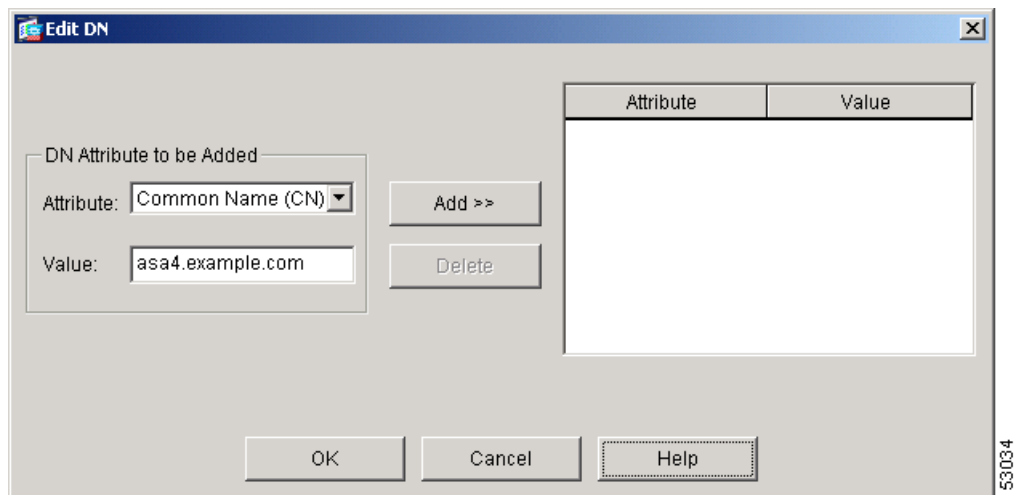 Edit DN
DN Attribute to be Added
Attribute: Common Name (CN)
Value: asa4.example.com
Add >>
Delete
Attribute Value
OK Cancel Help
53034